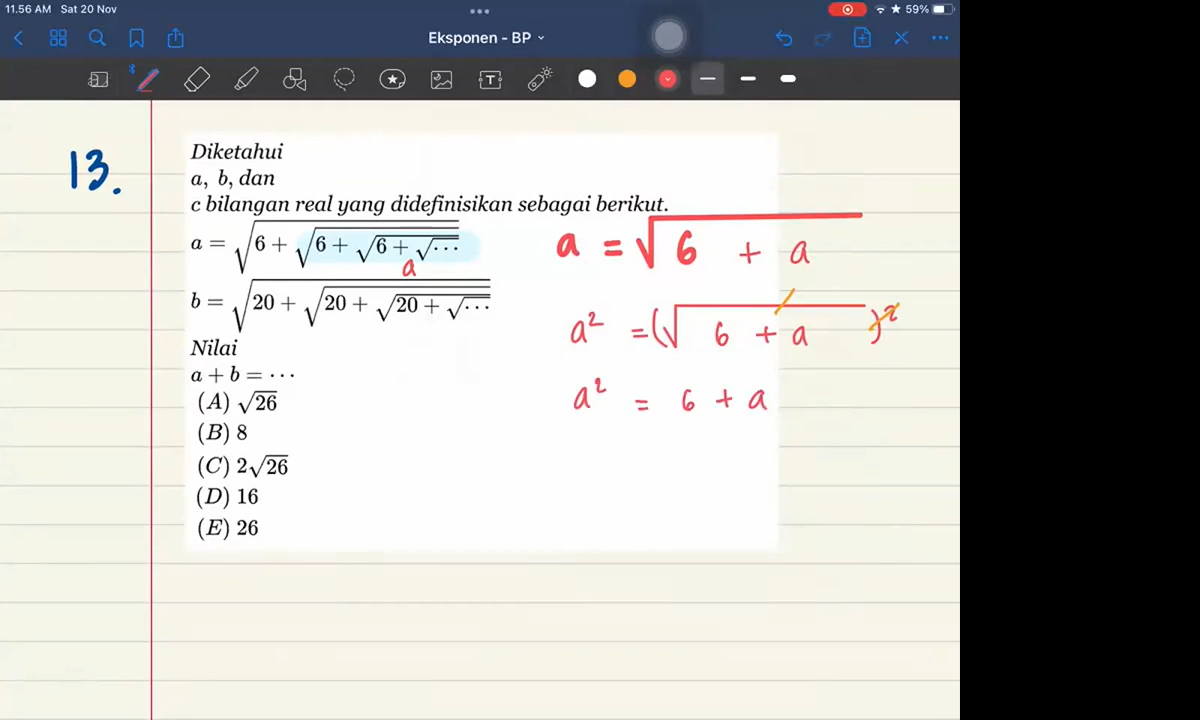 11.56 AM Sat 20 Nov
59%
Eksponen - BP
T
13.
Diketahui
a, b, dan
c bilangan real yang didefinisikan sebagai berikut.
a = √(6 + √(6 + √(6 + √⋯
a
b = √(20 + √(20 + √(20 + √⋯
Nilai
a + b = ⋯
(A) √26
(B) 8
(C) 2√26
(D) 16
(E) 26
a = √(6 + a)
a² = (√(6 + a))²
a² = 6 + a